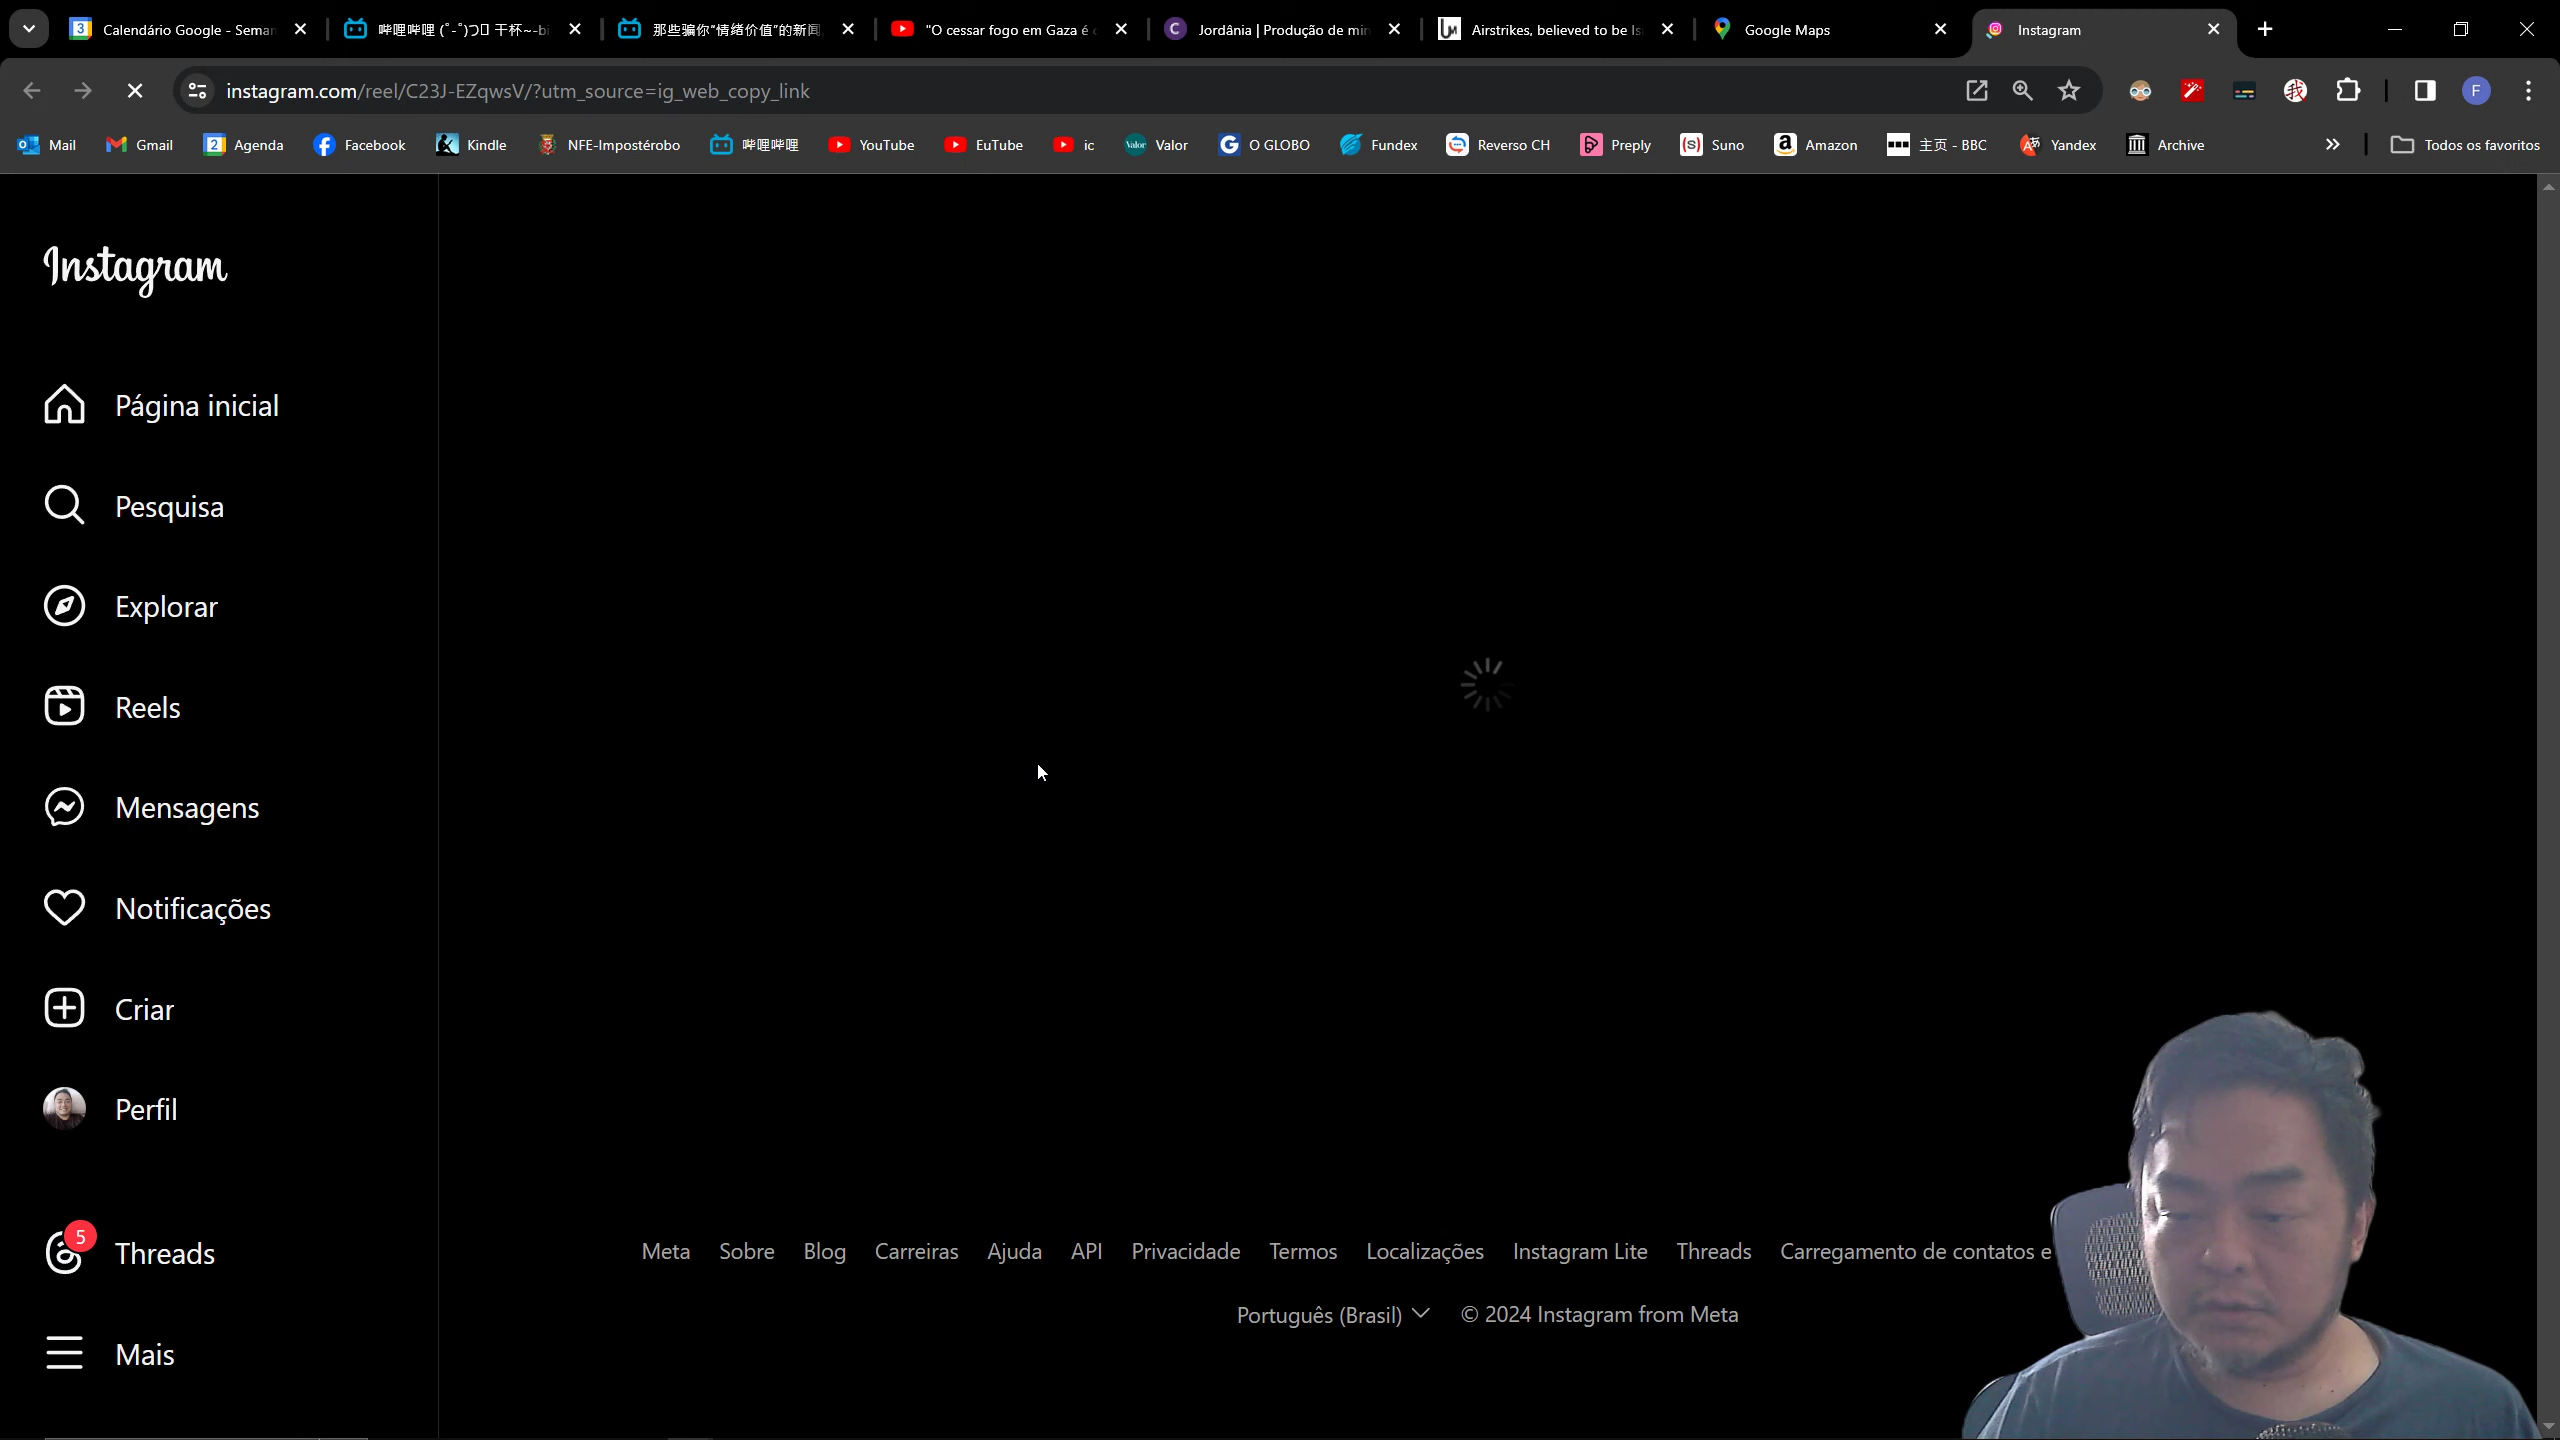 Calendário Google - Seman
哔哩哔哩 (゜-゜)つロ 干杯~-bi
那些骗你"情绪价值"的新闻
"O cessar fogo em Gaza é
Jordânia | Produção de min
Airstrikes, believed to be Is
Google Maps
Instagram
instagram.com/reel/C23J-EZqwsV/?utm_source=ig_web_copy_link
我
F
Mail
Gmail
2 Agenda
Facebook
Kindle
NFE-Impostérobo
哔哩哔哩
YouTube
EuTube
ic
Valor Valor
G O GLOBO
Fundex
Reverso CH
Preply
(s) Suno
a Amazon
主页 - BBC
Yandex
Archive
Todos os favoritos
Instagram
Página inicial
Pesquisa
Explorar
Reels
Mensagens
Notificações
Criar
Perfil
5
Threads
Mais
Meta Sobre Blog Carreiras Ajuda API Privacidade Termos Localizações Instagram Lite Threads Carregamento de contatos e
Português (Brasil) © 2024 Instagram from Meta